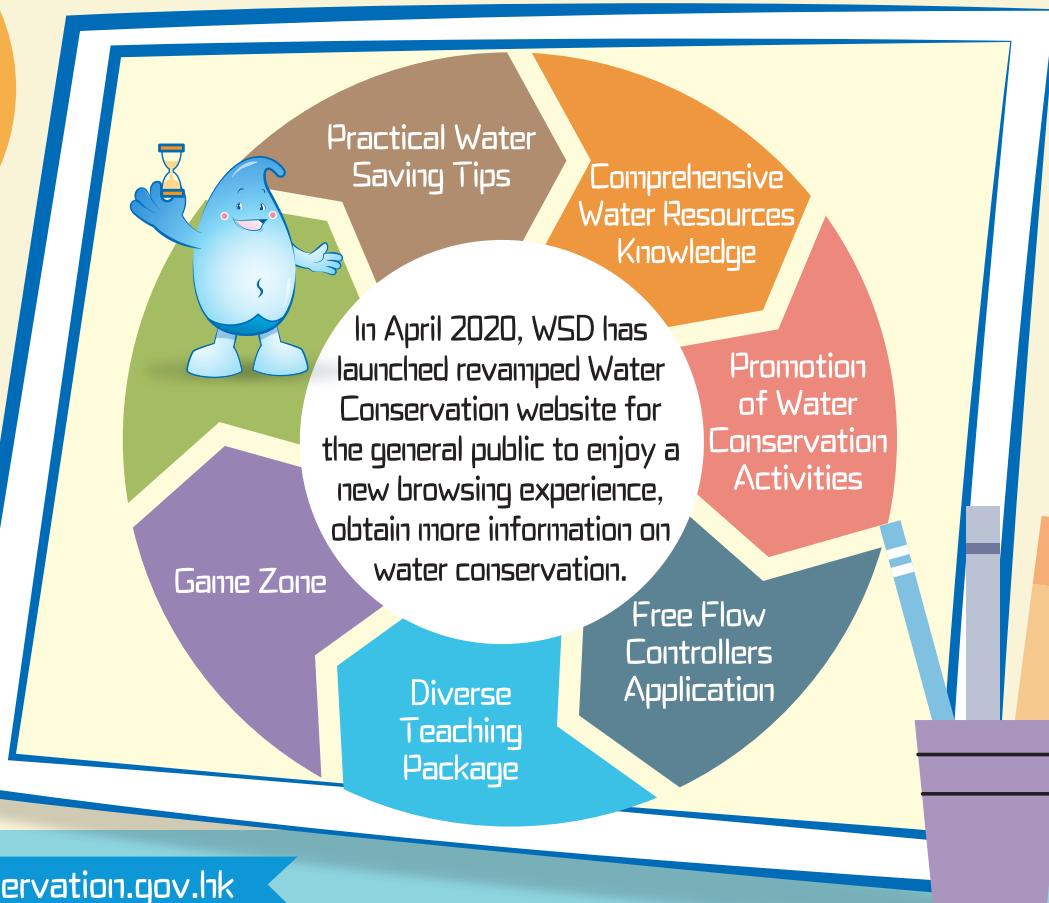 Practical Water
Saving Tips
Comprehensive
Water Resources
Knowledge
Promotion
of Water
Conservation
Activities
Free Flow
Controllers
Application
Diverse
Teaching
Package
Game Zone
In April 2020, WSD has
launched revamped Water
Conservation website for
the general public to enjoy a
new browsing experience,
obtain more information on
water conservation.
ervation.gov.hk